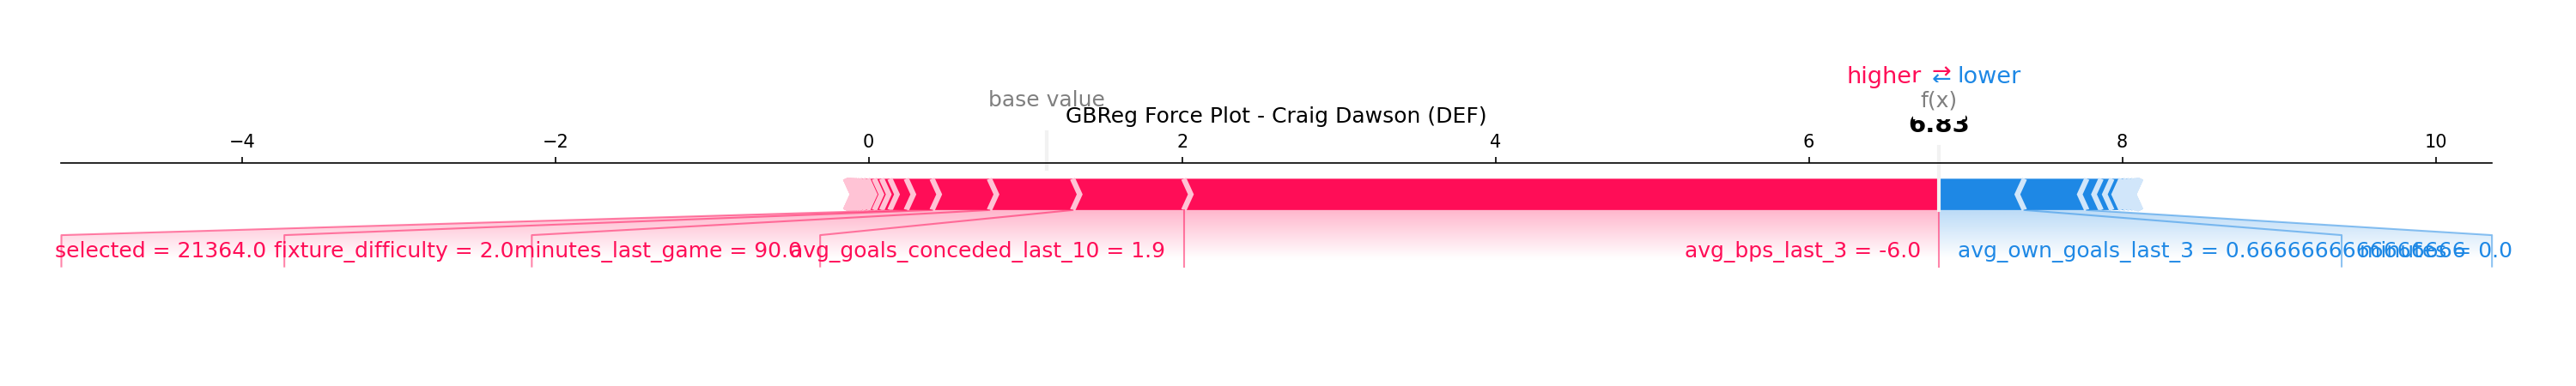 higher ⇄ lower
base value
f(x)
GBReg Force Plot - Craig Dawson (DEF)
6.83
−4 −2 0 2 4 6 8 10
selected = 21364.0 fixture_difficulty = 2.0 minutes_last_game = 90.0 avg_goals_conceded_last_10 = 1.9 avg_bps_last_3 = -6.0 avg_own_goals_last_3 = 0.6666666666666666 minutes = 0.0